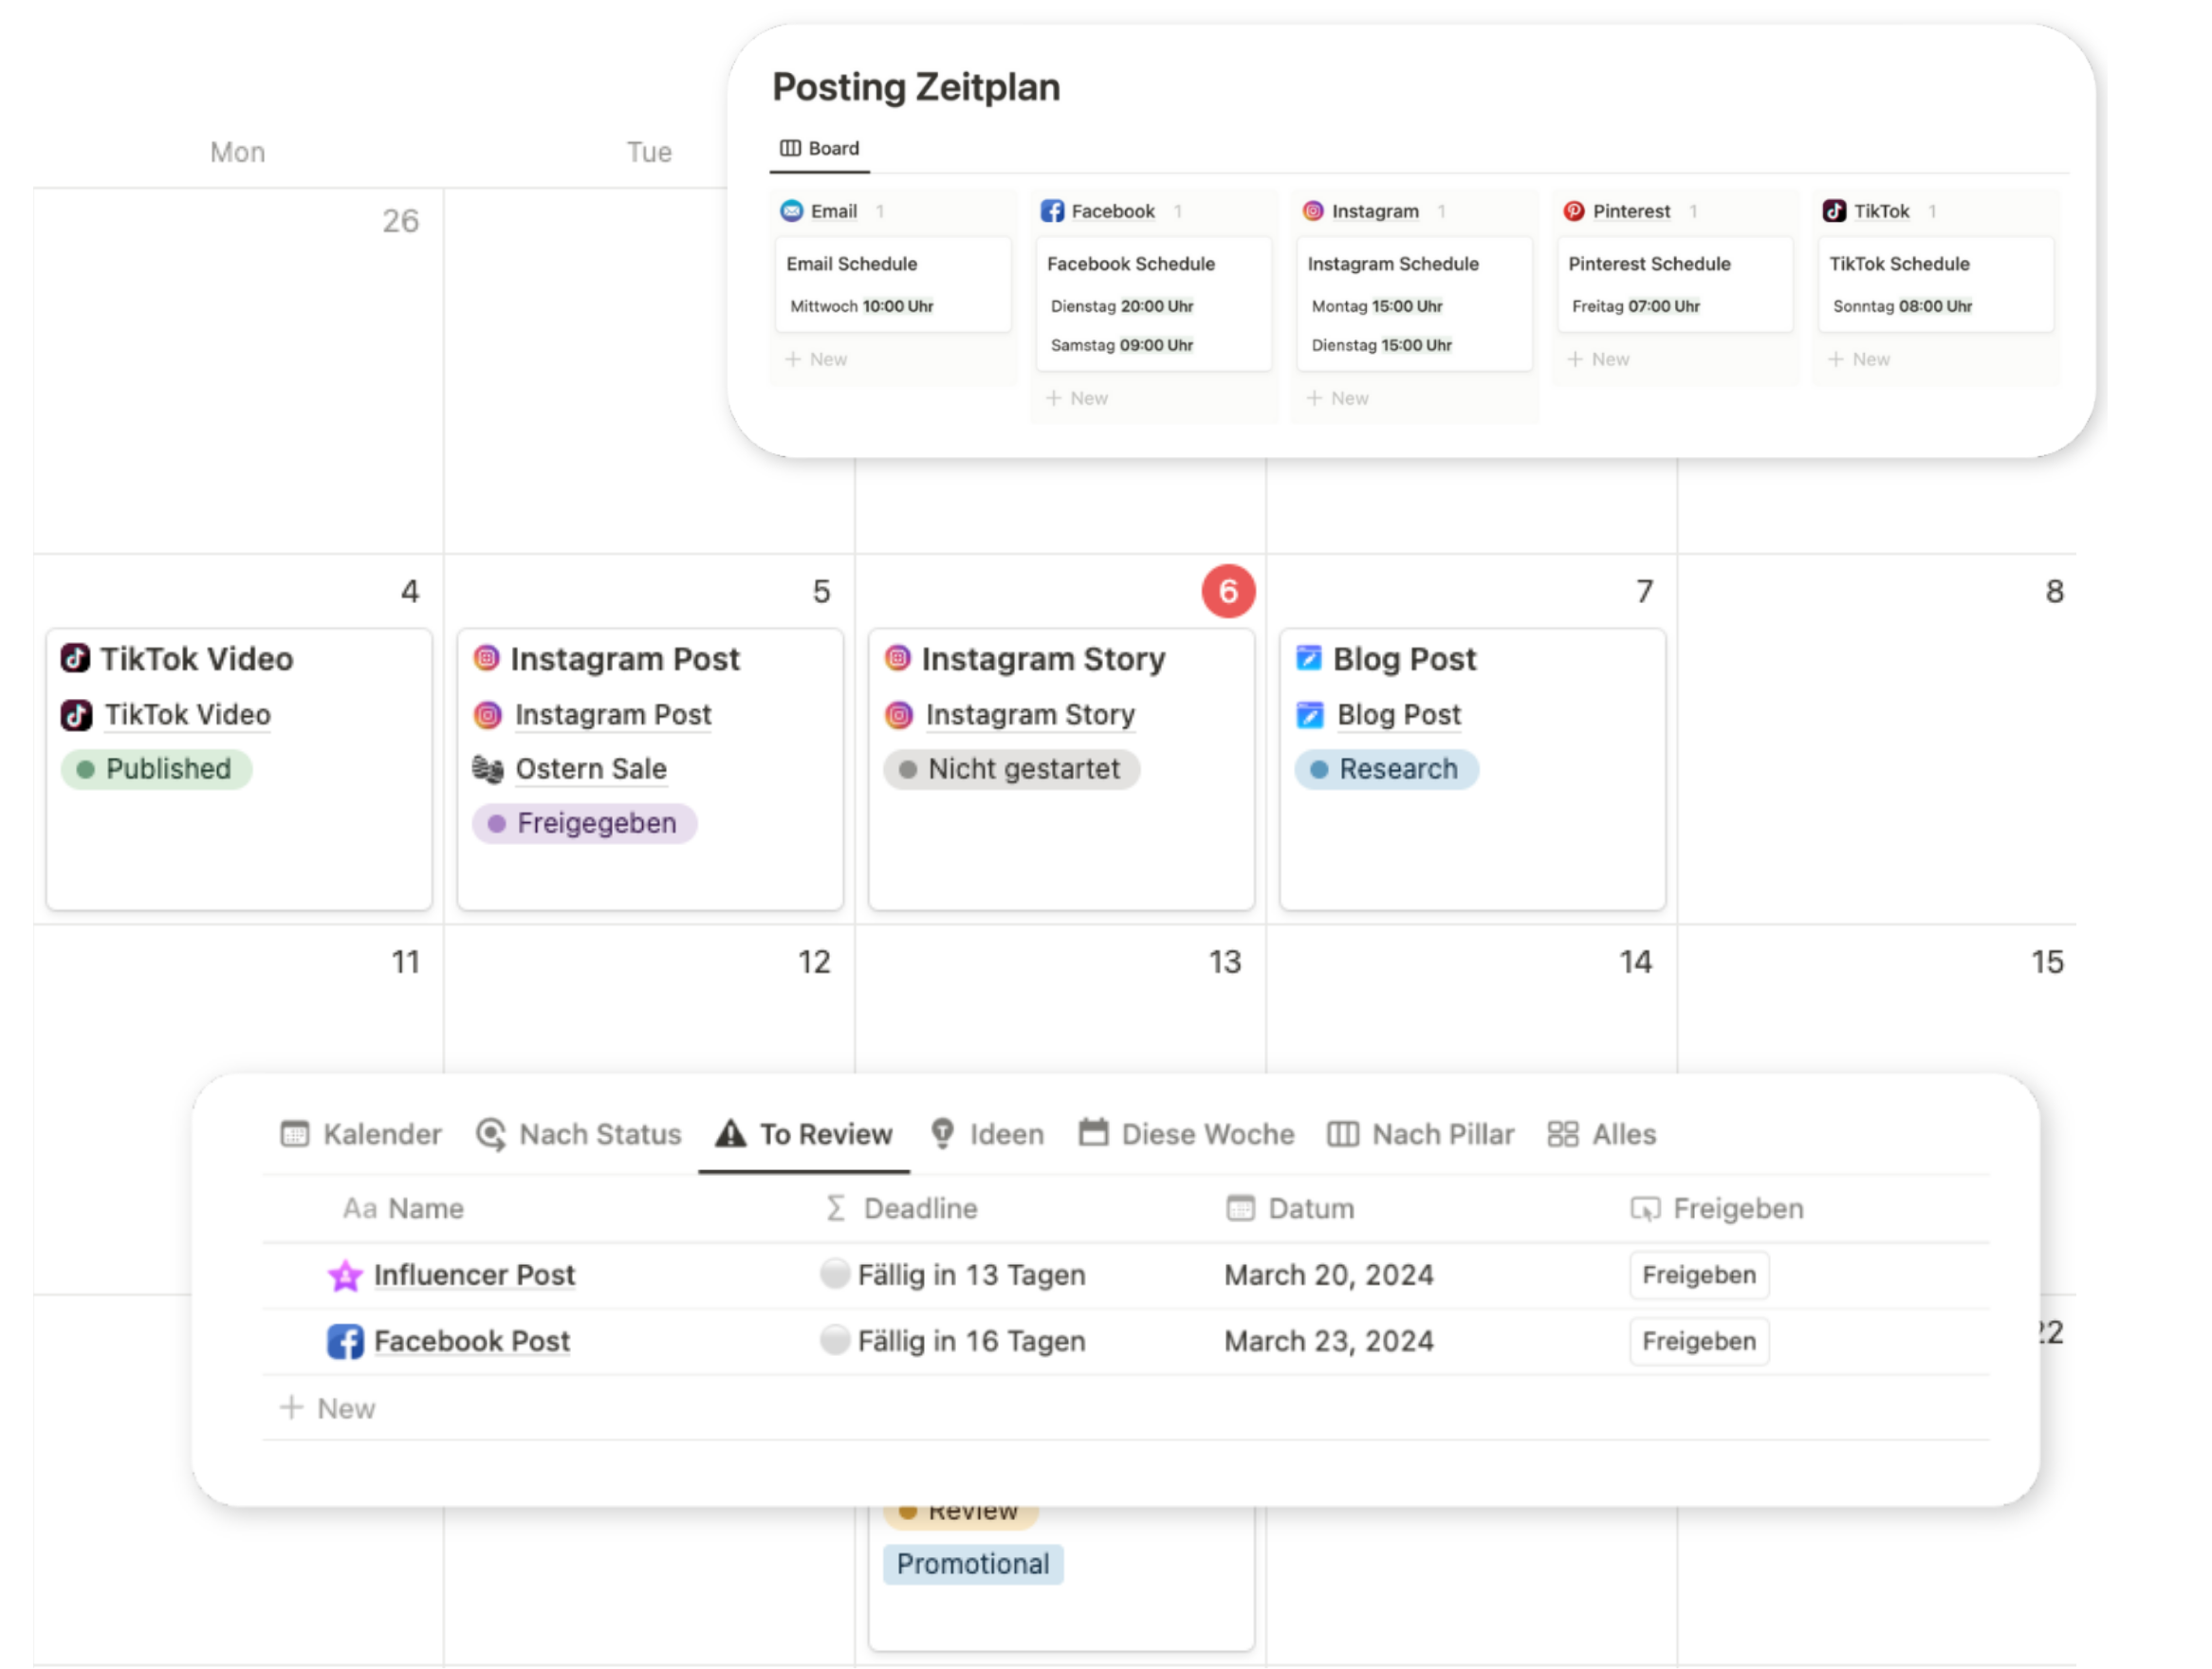 Posting Zeitplan
Board
Email 1
Email Schedule
Mittwoch 10:00 Uhr
+ New
Facebook 1
Facebook Schedule
Dienstag 20:00 Uhr
Samstag 09:00 Uhr
+ New
Instagram 1
Instagram Schedule
Montag 15:00 Uhr
Dienstag 15:00 Uhr
+ New
Pinterest 1
Pinterest Schedule
Freitag 07:00 Uhr
+ New
TikTok 1
TikTok Schedule
Sonntag 08:00 Uhr
+ New
Mon Tue
26
4
TikTok Video
TikTok Video
Published
5
Instagram Post
Instagram Post
Ostern Sale
Freigegeben
6
Instagram Story
Instagram Story
Nicht gestartet
7
Blog Post
Blog Post
Research
8
11 12 13 14 15
Kalender Nach Status To Review Ideen Diese Woche Nach Pillar Alles
Aa Name Σ Deadline Datum Freigeben
Influencer Post Fällig in 13 Tagen March 20, 2024 Freigeben
Facebook Post Fällig in 16 Tagen March 23, 2024 Freigeben
+ New
22
Review
Promotional